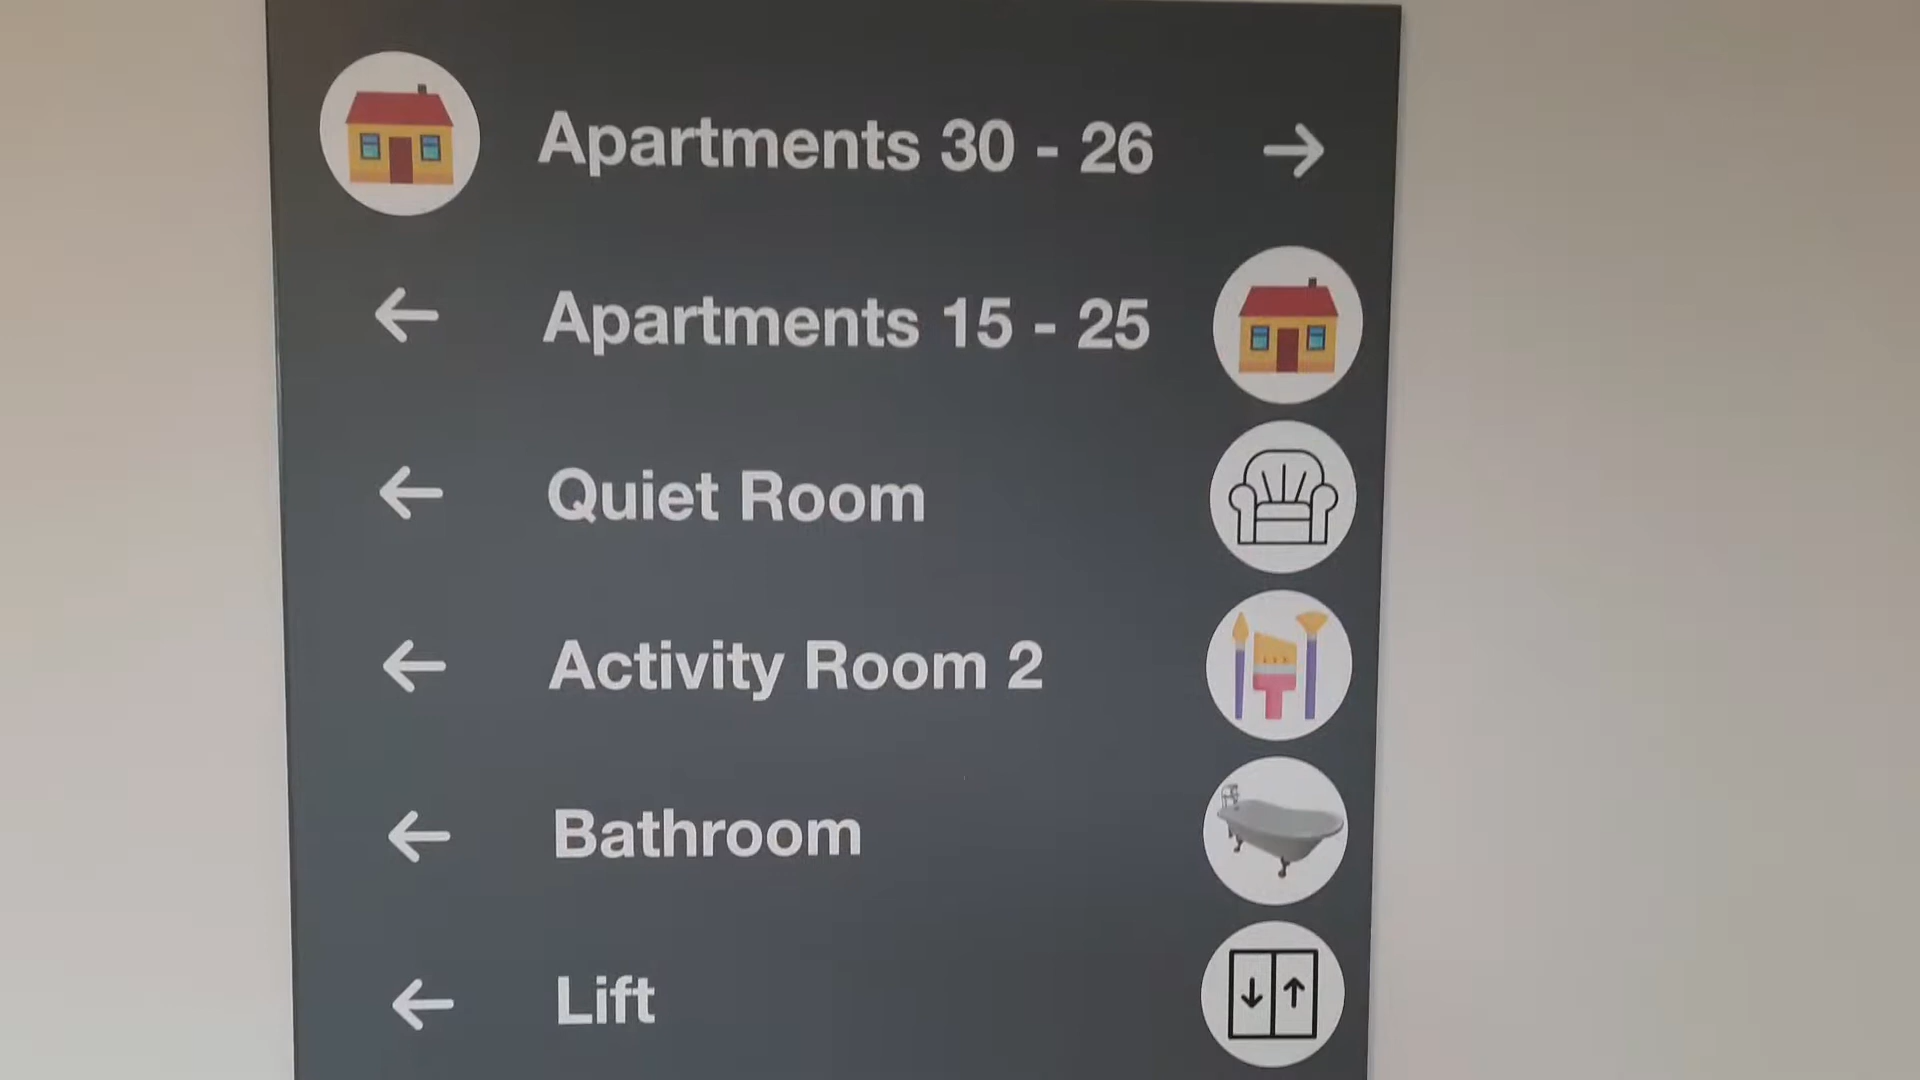 Apartments 30 - 26 →
← Apartments 15 - 25
← Quiet Room
← Activity Room 2
← Bathroom
← Lift